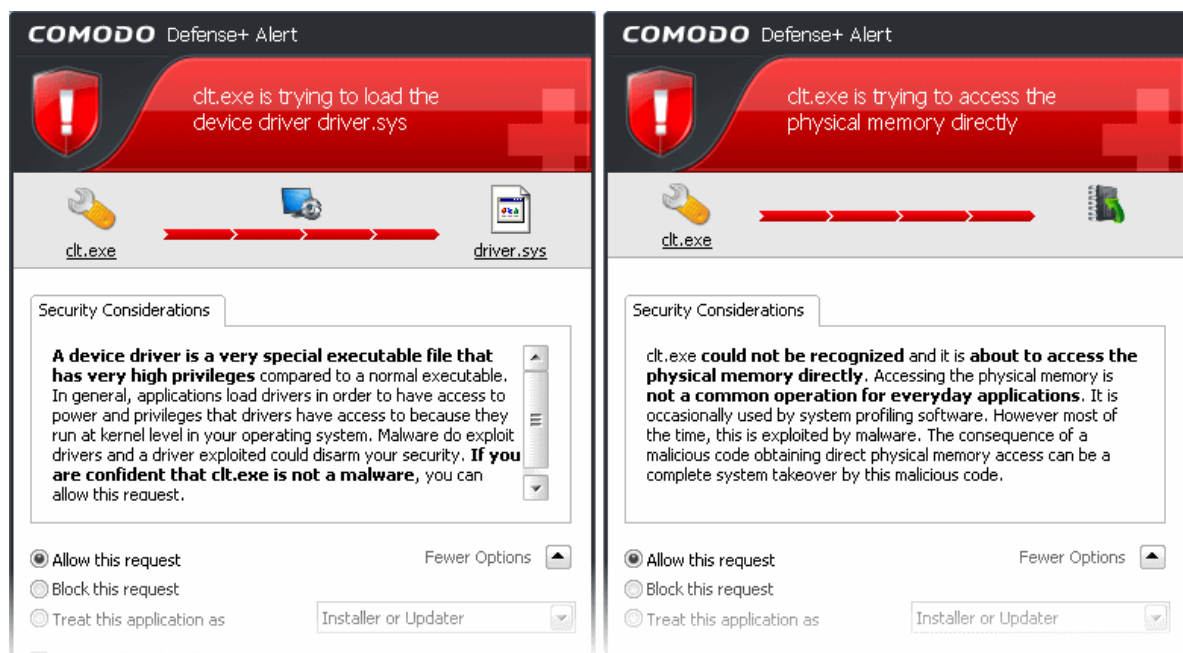 COMODO Defense+ Alert
clt.exe is trying to load the
device driver driver.sys
clt.exe
driver.sys
Security Considerations
A device driver is a very special executable file that
has very high privileges compared to a normal executable.
In general, applications load drivers in order to have access to
power and privileges that drivers have access to because they
run at kernel level in your operating system. Malware do exploit
drivers and a driver exploited could disarm your security. If you
are confident that clt.exe is not a malware, you can
allow this request.
Allow this request
Fewer Options
Block this request
Treat this application as
Installer or Updater
COMODO Defense+ Alert
clt.exe is trying to access the
physical memory directly
clt.exe
Security Considerations
clt.exe could not be recognized and it is about to access the
physical memory directly. Accessing the physical memory is
not a common operation for everyday applications. It is
occasionally used by system profiling software. However most of
the time, this is exploited by malware. The consequence of a
malicious code obtaining direct physical memory access can be a
complete system takeover by this malicious code.
Allow this request
Fewer Options
Block this request
Treat this application as
Installer or Updater